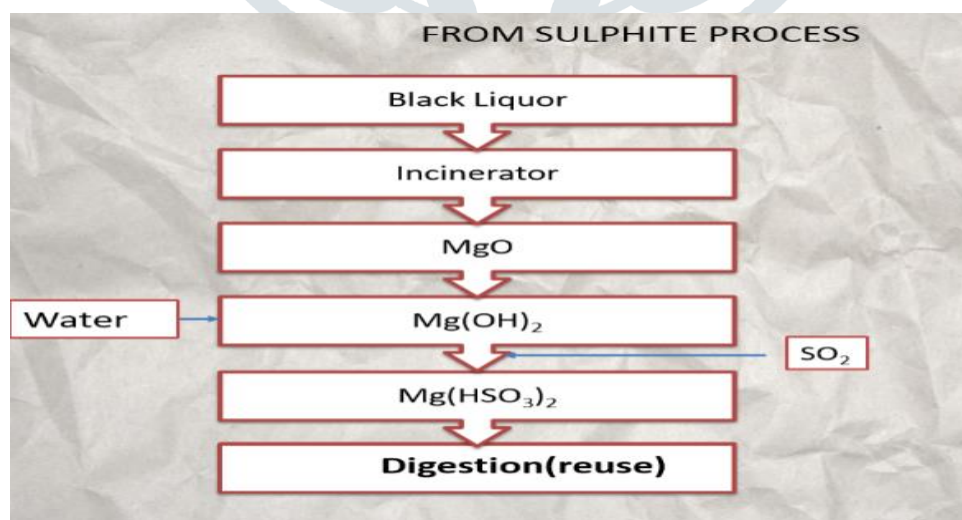 FROM SULPHITE PROCESS
Black Liquor
Incinerator
MgO
Water
Mg(OH)₂
SO₂
Mg(HSO₃)₂
Digestion(reuse)